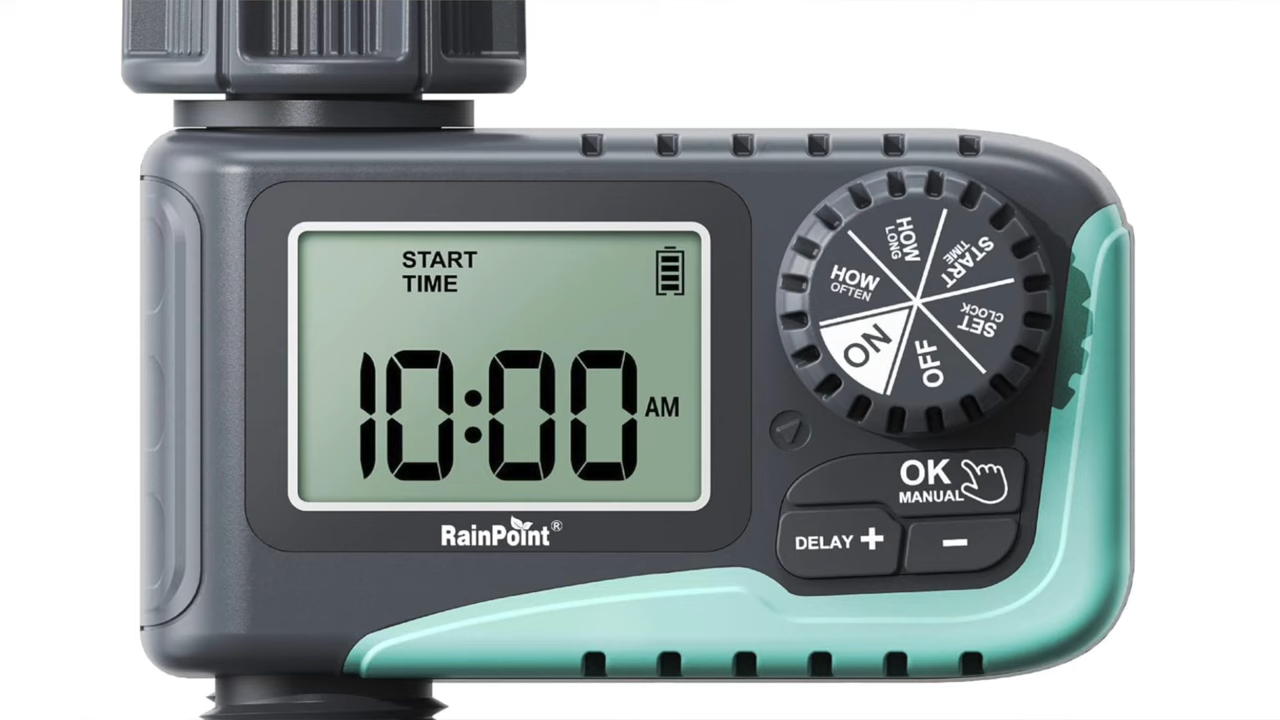 START
TIME
10:00 AM
RainPoint®
HOW
LONG
START
TIME
HOW
OFTEN
SET
CLOCK
ON
OFF
OK
MANUAL
DELAY +
-